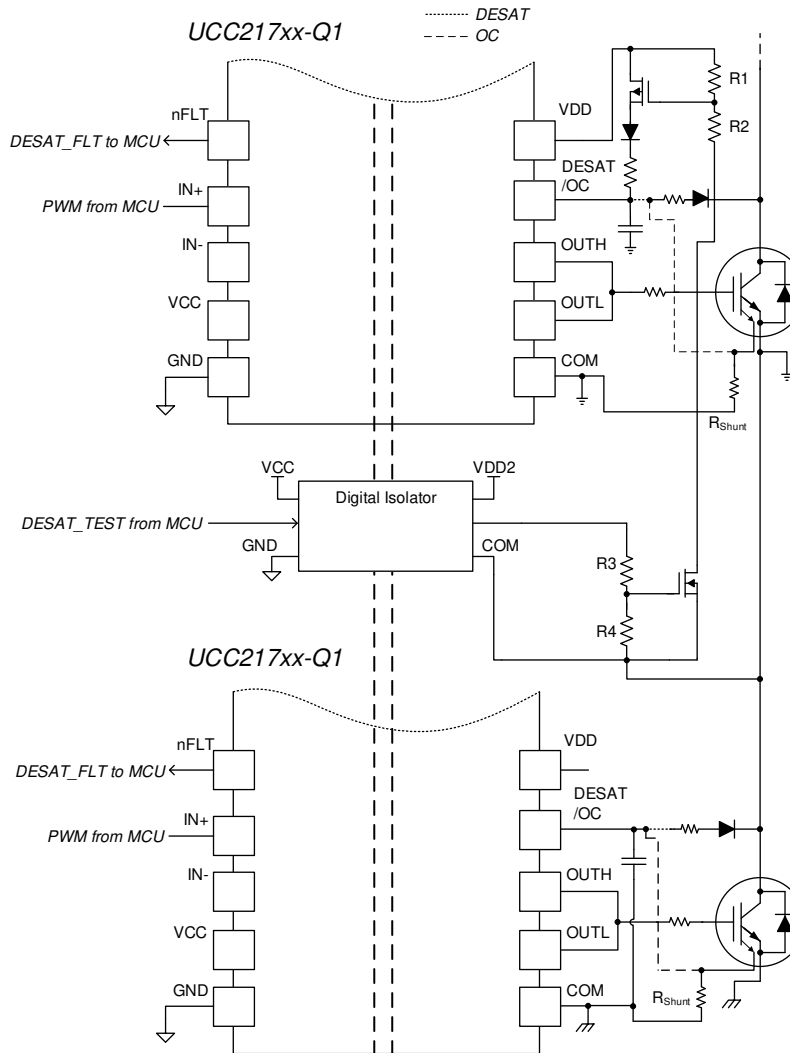 UCC217xx-Q1
DESAT
OC
nFLT
VDD
R1
R2
DESAT_FLT to MCU
DESAT
/OC
IN+
PWM from MCU
IN-
OUTH
VCC
OUTL
GND
COM
RShunt
VCC
VDD2
Digital Isolator
DESAT_TEST from MCU
GND
COM
R3
R4
UCC217xx-Q1
nFLT
VDD
DESAT_FLT to MCU
DESAT
/OC
IN+
PWM from MCU
IN-
OUTH
VCC
OUTL
GND
COM
RShunt